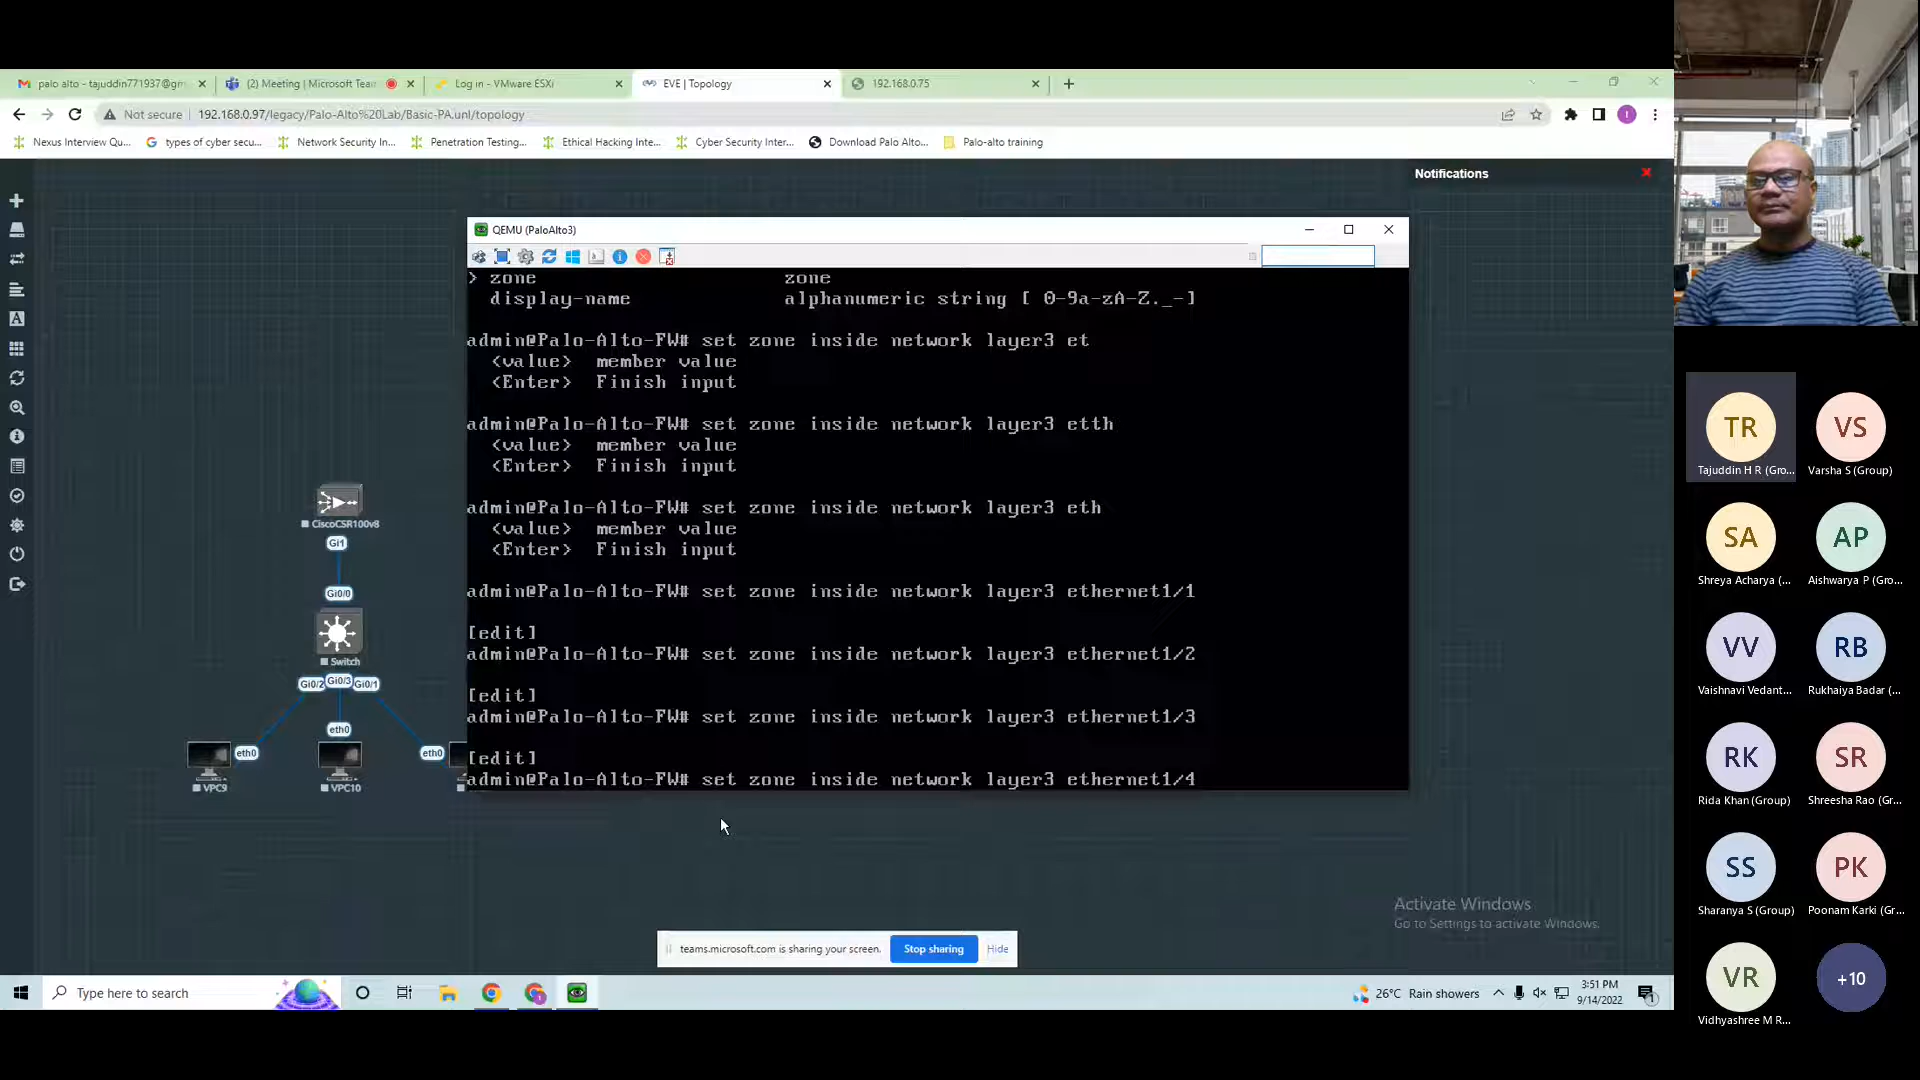 palo alto - tajuddin771937@gm
(2) Meeting | Microsoft Team
Log in - VMware ESXi
EVE | Topology
192.168.0.75
Not secure
192.168.0.97/legacy/Palo-Alto%20Lab/Basic-PA.unl/topology
Nexus Interview Qu...
types of cyber secu...
Network Security In...
Penetration Testing...
Ethical Hacking Inte...
Cyber Security Inter...
Download Palo Alto...
Palo-alto training
Notifications
QEMU (PaloAlto3)
> zone zone
display-name alphanumeric string [ 0-9a-zA-Z._-]
admin@Palo-Alto-FW# set zone inside network layer3 et
<value> member value
<Enter> Finish input
admin@Palo-Alto-FW# set zone inside network layer3 etth
<value> member value
<Enter> Finish input
admin@Palo-Alto-FW# set zone inside network layer3 eth
<value> member value
<Enter> Finish input
admin@Palo-Alto-FW# set zone inside network layer3 ethernet1/1
[edit]
admin@Palo-Alto-FW# set zone inside network layer3 ethernet1/2
[edit]
admin@Palo-Alto-FW# set zone inside network layer3 ethernet1/3
[edit]
admin@Palo-Alto-FW# set zone inside network layer3 ethernet1/4
CiscoCSR100v8
Gi1
Gi0/0
Switch
Gi0/2
Gi0/3
Gi0/1
eth0
eth0
eth0
VPC9
VPC10
Activate Windows
Go to Settings to activate Windows.
teams.microsoft.com is sharing your screen.
Stop sharing
Hide
Type here to search
26°C Rain showers
3:51 PM
9/14/2022
1
TR
Tajuddin H R (Gro...
VS
Varsha S (Group)
SA
Shreya Acharya (...
AP
Aishwarya P (Gro...
VV
Vaishnavi Vedant...
RB
Rukhaiya Badar (...
RK
Rida Khan (Group)
SR
Shreesha Rao (Gr...
SS
Sharanya S (Group)
PK
Poonam Karki (Gr...
VR
Vidhyashree M R...
+10